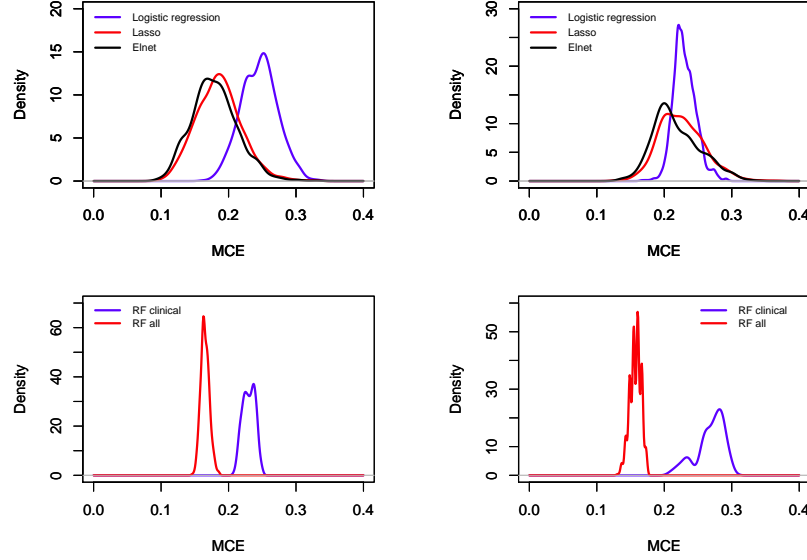 Logistic regression
Lasso
Elnet
Density
0 5 10 15 20
0.0 0.1 0.2 0.3 0.4
MCE
Logistic regression
Lasso
Elnet
Density
0 5 10 20 30
0.0 0.1 0.2 0.3 0.4
MCE
RF clinical
RF all
Density
0 20 40 60
0.0 0.1 0.2 0.3 0.4
MCE
RF clinical
RF all
Density
0 10 30 50
0.0 0.1 0.2 0.3 0.4
MCE